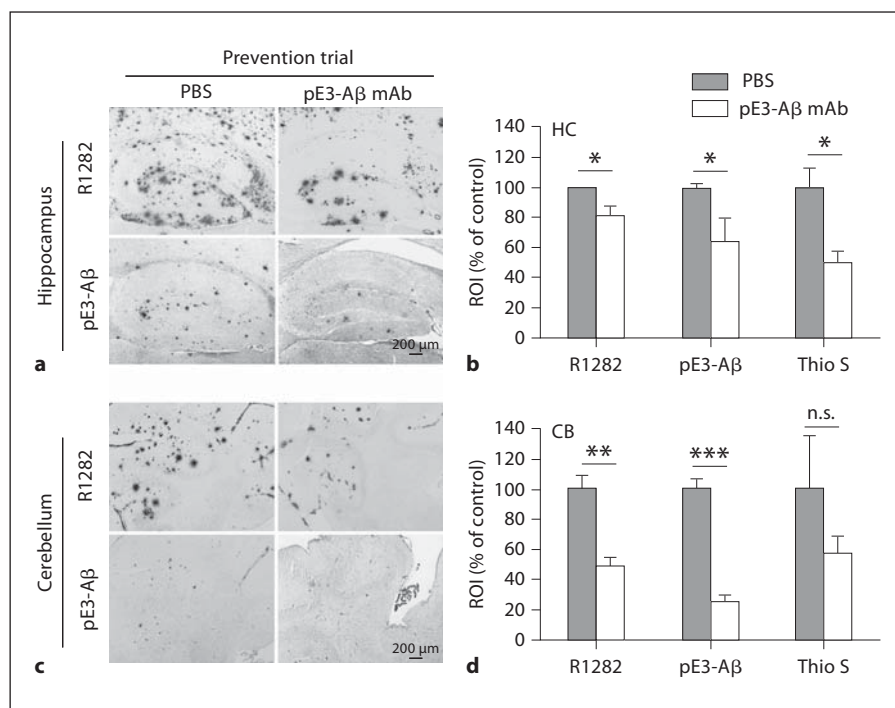 Prevention trial
PBS pE3-Aβ mAb
Hippocampus
R1282
pE3-Aβ
200 µm
a
PBS
pE3-Aβ mAb
HC
ROI (% of control)
140
120
100
80
60
40
20
0
* * *
R1282 pE3-Aβ Thio S
b
Cerebellum
R1282
pE3-Aβ
200 µm
c
CB
ROI (% of control)
140
120
100
80
60
40
20
0
** *** n.s.
R1282 pE3-Aβ Thio S
d